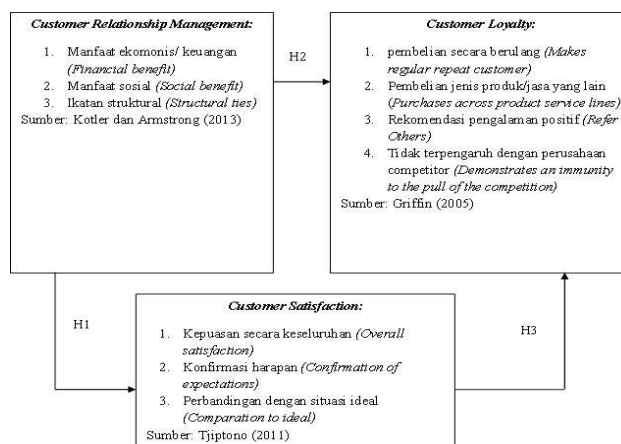 Customer Relationship Management:
1. Manfaat ekomonis/ keuangan
(Financial benefit)
2. Manfaat sosial (Social benefit)
3. Ikatan struktural (Structural ties)
Sumber: Kotler dan Armstrong (2013)
H2
Customer Loyalty:
1. pembelian secara berulang (Makes
regular repeat customer)
2. Pembelian jenis produk/jasa yang lain
(Purchases across product service lines)
3. Rekomendasi pengalaman positif (Refer
Others)
4. Tidak terpengaruh dengan perusahaan
competitor (Demonstrates an immunity
to the pull of the competition)
Sumber: Griffin (2005)
H1
Customer Satisfaction:
1. Kepuasan secara keseluruhan (Overall
satisfaction)
2. Konfirmasi harapan (Confirmation of
expectations)
3. Perbandingan dengan situasi ideal
(Comparation to ideal)
Sumber: Tjiptono (2011)
H3